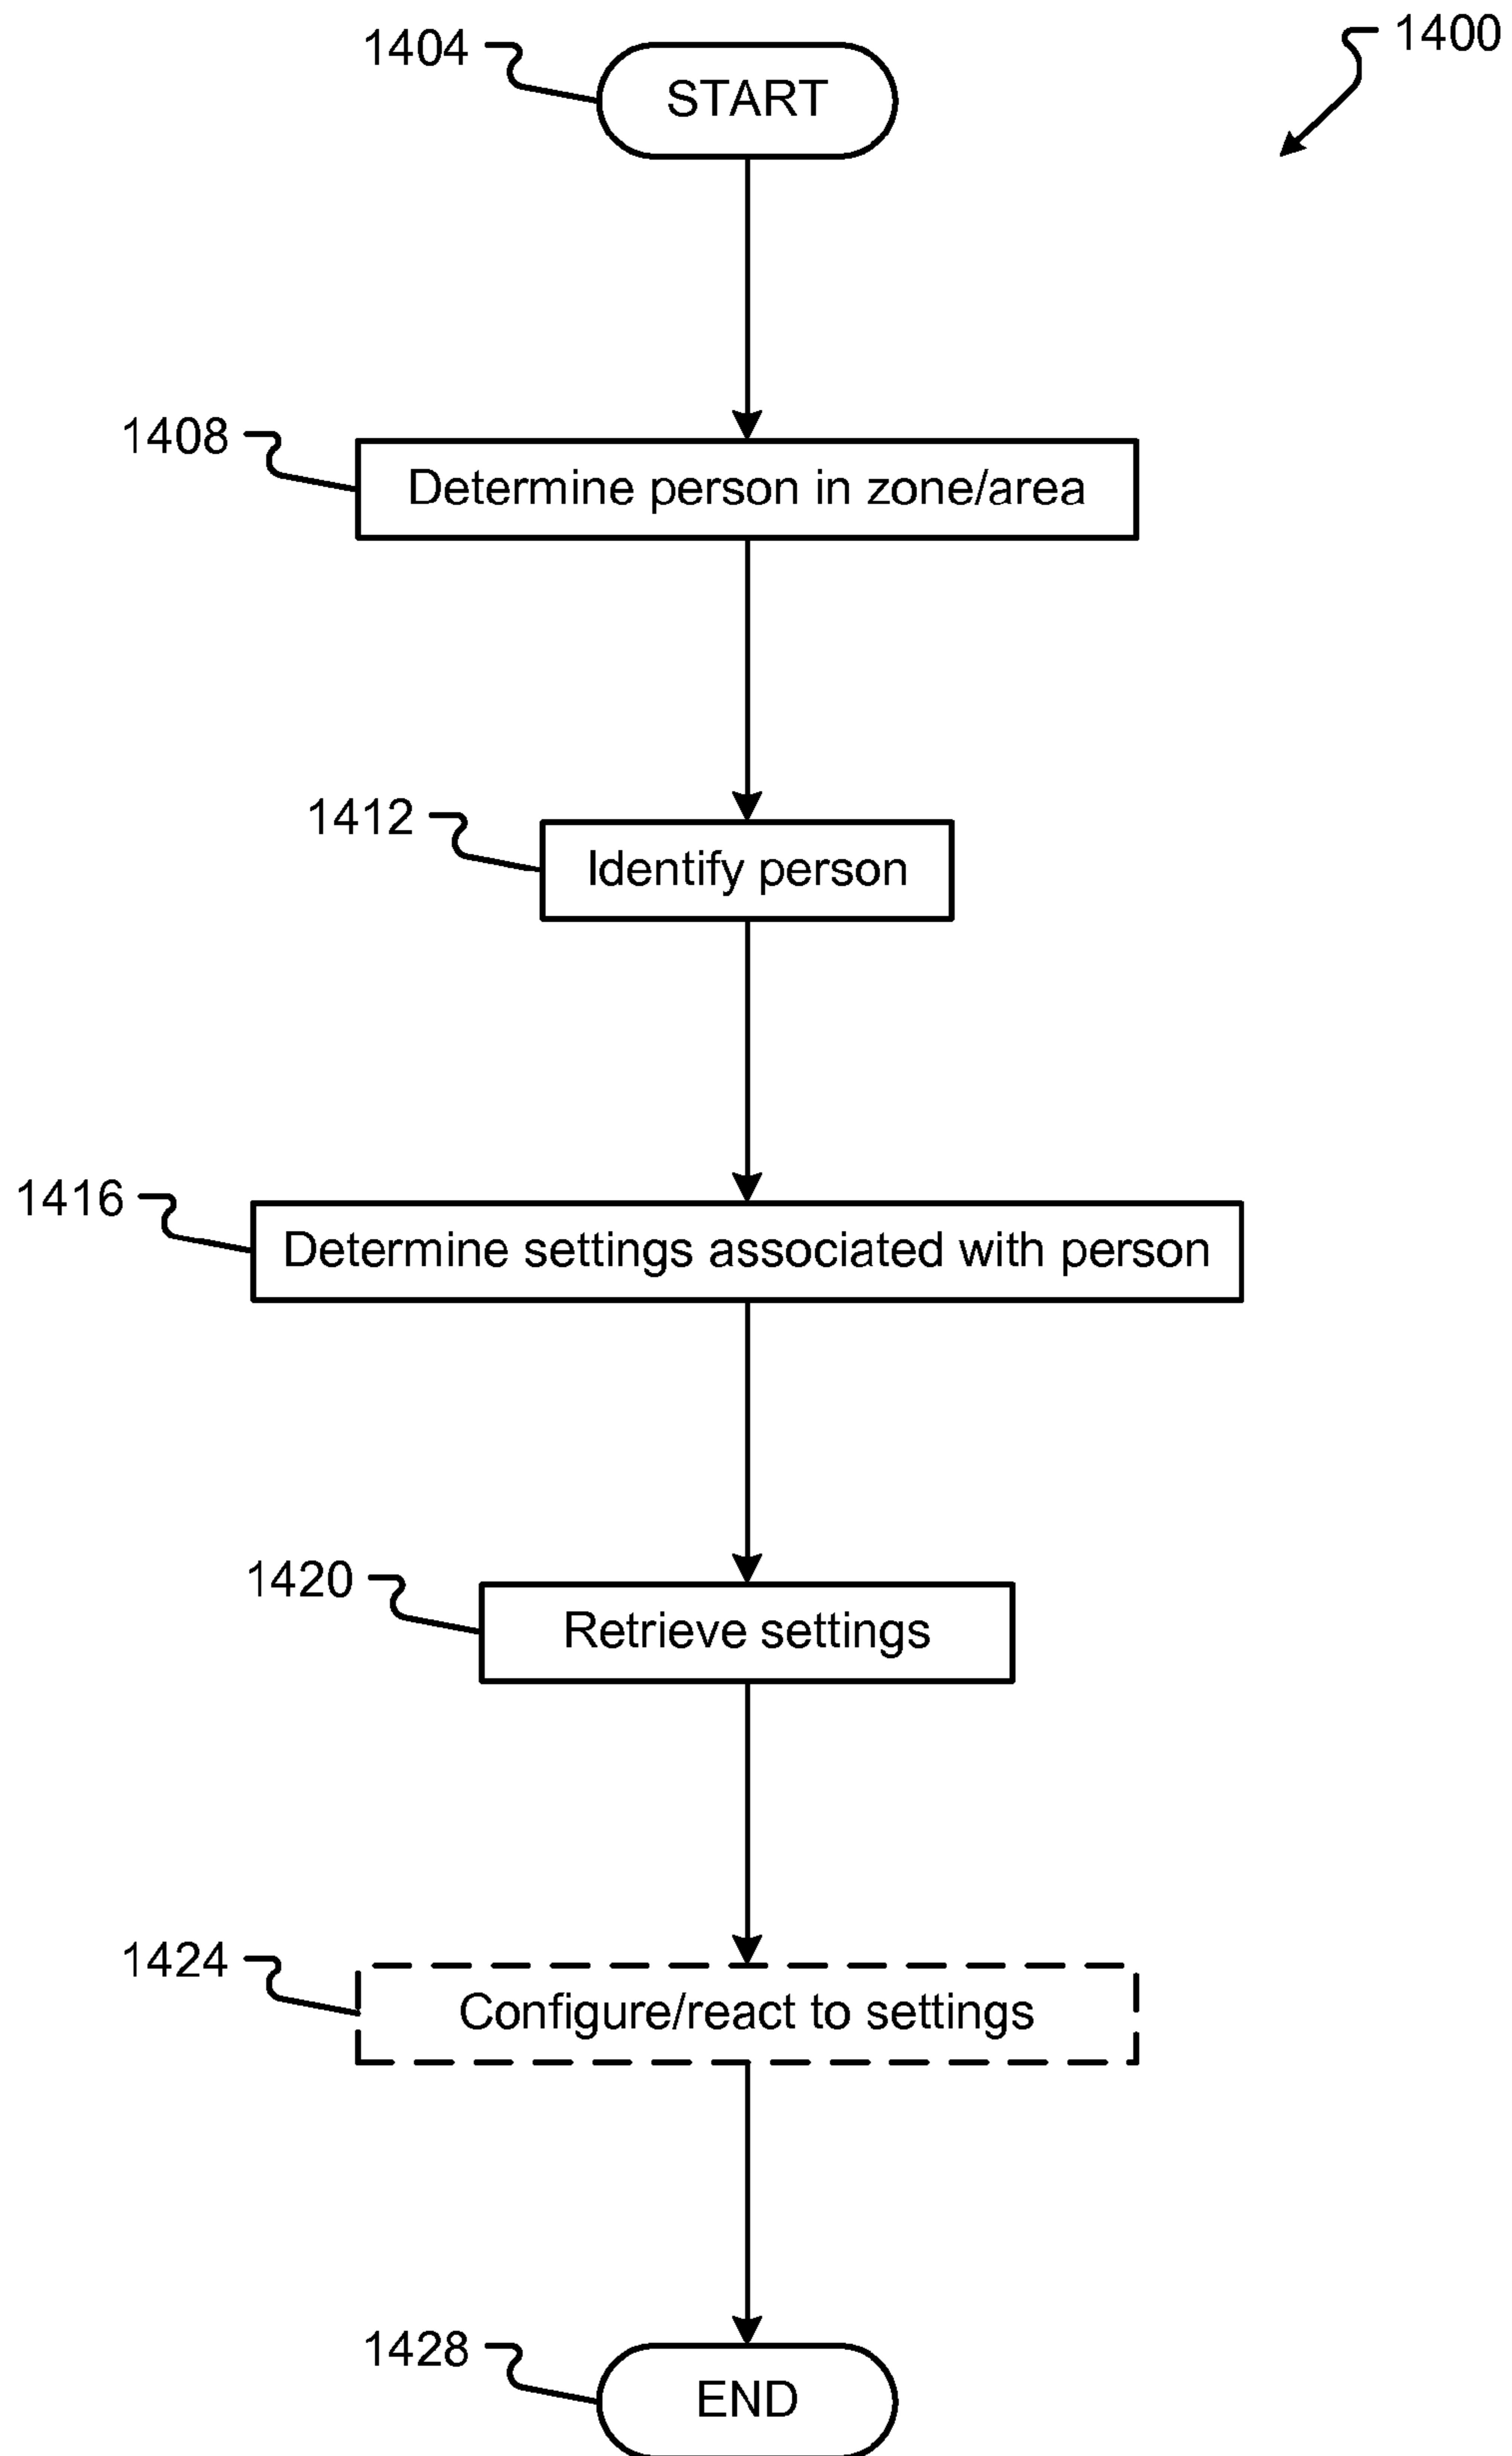 1400
1404
START
1408
Determine person in zone/area
1412
Identify person
1416
Determine settings associated with person
1420
Retrieve settings
1424
Configure/react to settings
1428
END